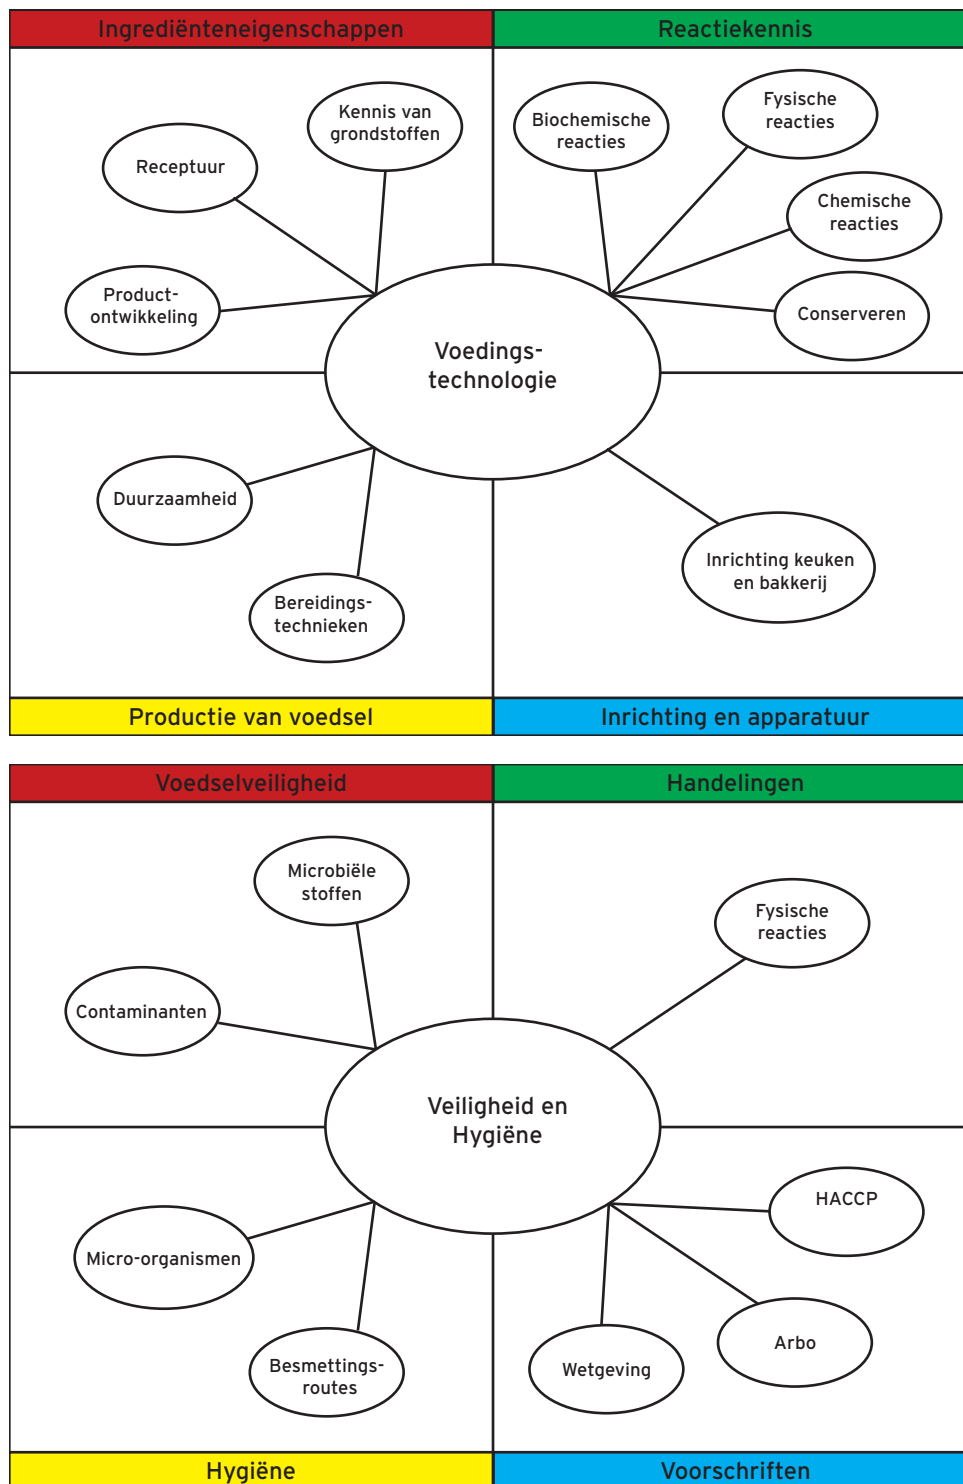 Ingrediënteneigenschappen
Reactiekennis
Kennis van
grondstoffen
Receptuur
Product-
ontwikkeling
Biochemische
reacties
Fysische
reacties
Chemische
reacties
Conserveren
Voedings-
technologie
Duurzaamheid
Bereidings-
technieken
Inrichting keuken
en bakkerij
Productie van voedsel
Inrichting en apparatuur
Voedselveiligheid
Handelingen
Microbiële
stoffen
Contaminanten
Fysische
reacties
Veiligheid en
Hygiëne
Micro-organismen
Besmettings-
routes
HACCP
Arbo
Wetgeving
Hygiëne
Voorschriften